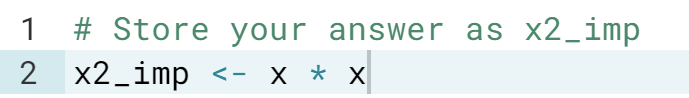 1 # Store your answer as x2_imp
2 x2_imp <- x * x